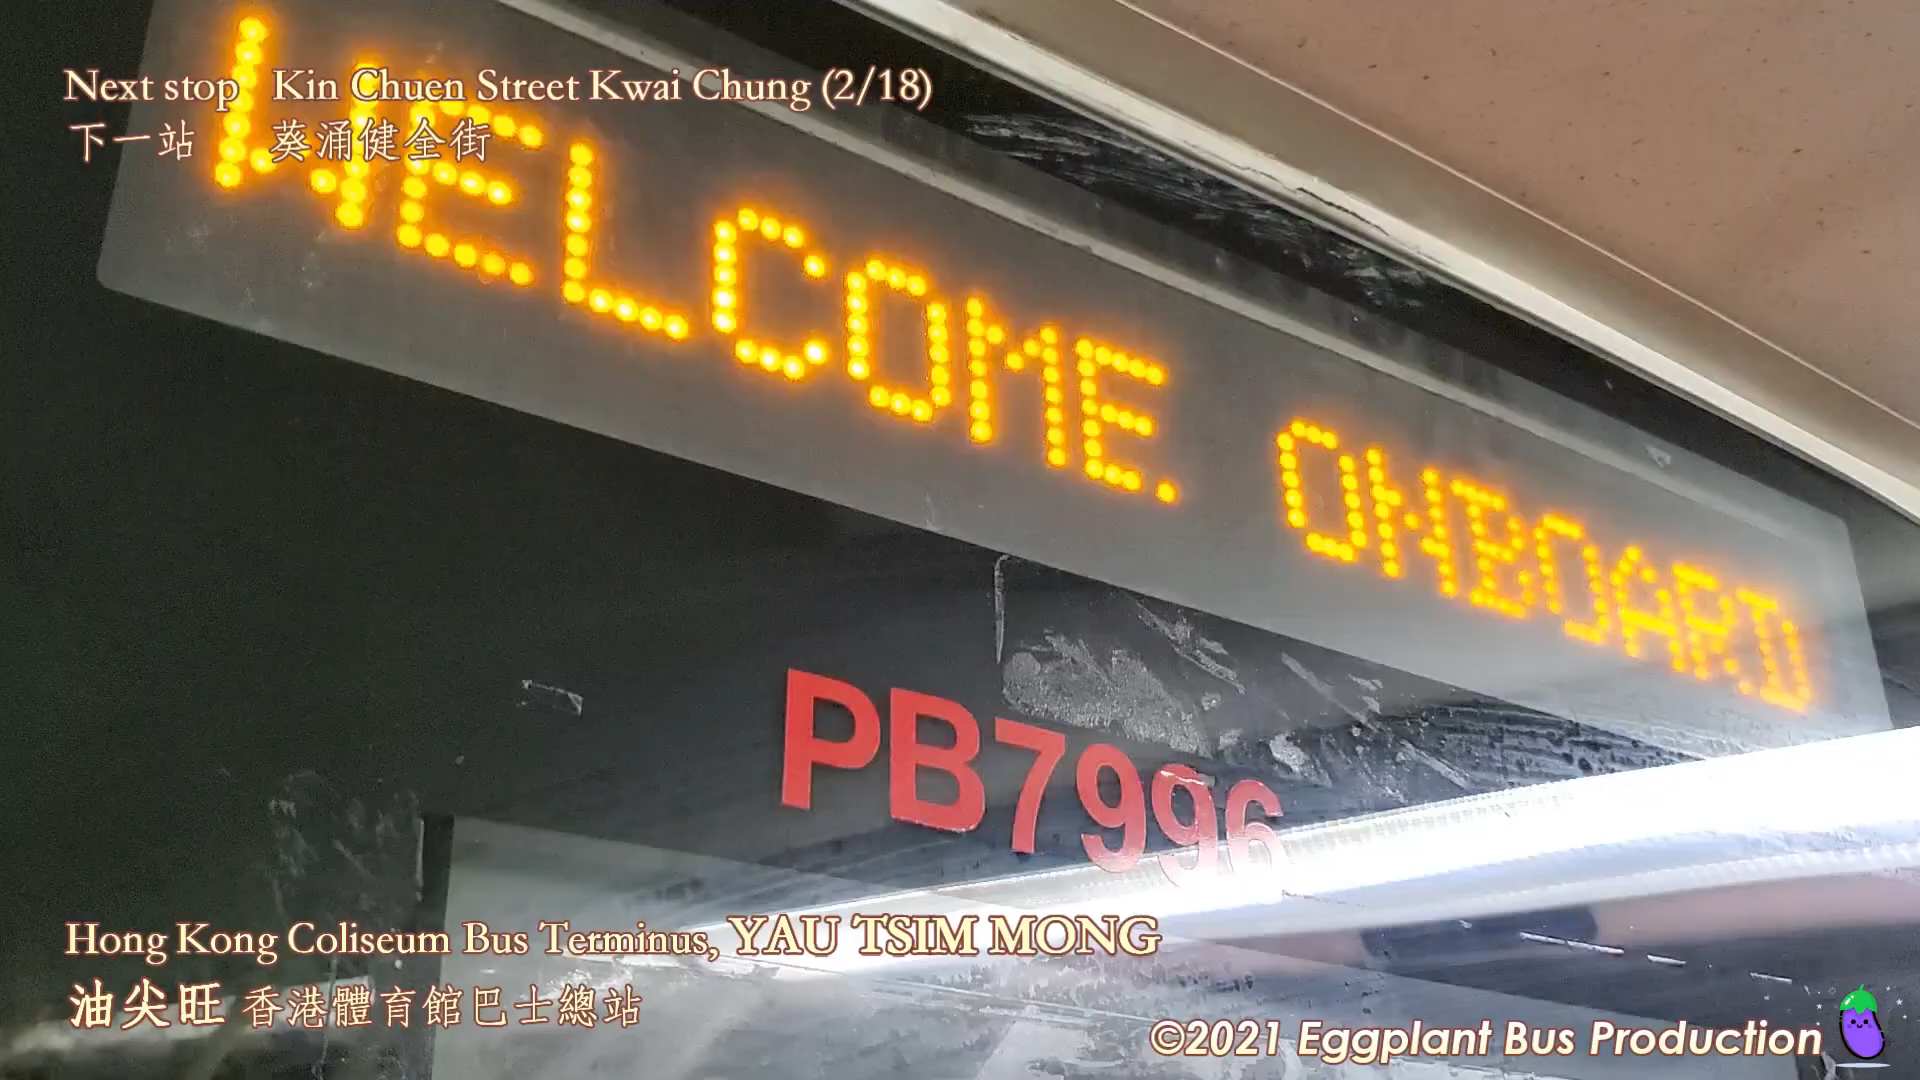 Next stop Kin Chuen Street Kwai Chung (2/18)
下一站 葵涌健全街
WELCOME. ONBOARD
PB7996
Hong Kong Coliseum Bus Terminus, YAU TSIM MONG
油尖旺 香港體育館巴士總站
©2021 Eggplant Bus Production